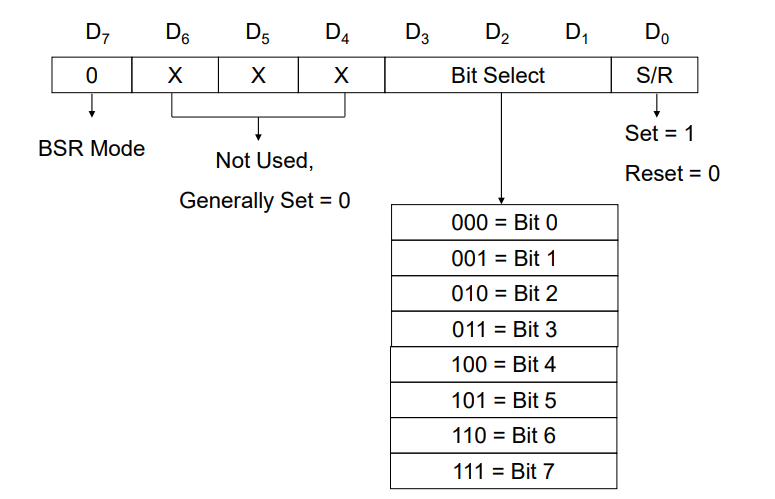 D7 D6 D5 D4 D3 D2 D1 D0
0 X X X Bit Select S/R
BSR Mode
Not Used,
Generally Set = 0
Set = 1
Reset = 0
000 = Bit 0
001 = Bit 1
010 = Bit 2
011 = Bit 3
100 = Bit 4
101 = Bit 5
110 = Bit 6
111 = Bit 7